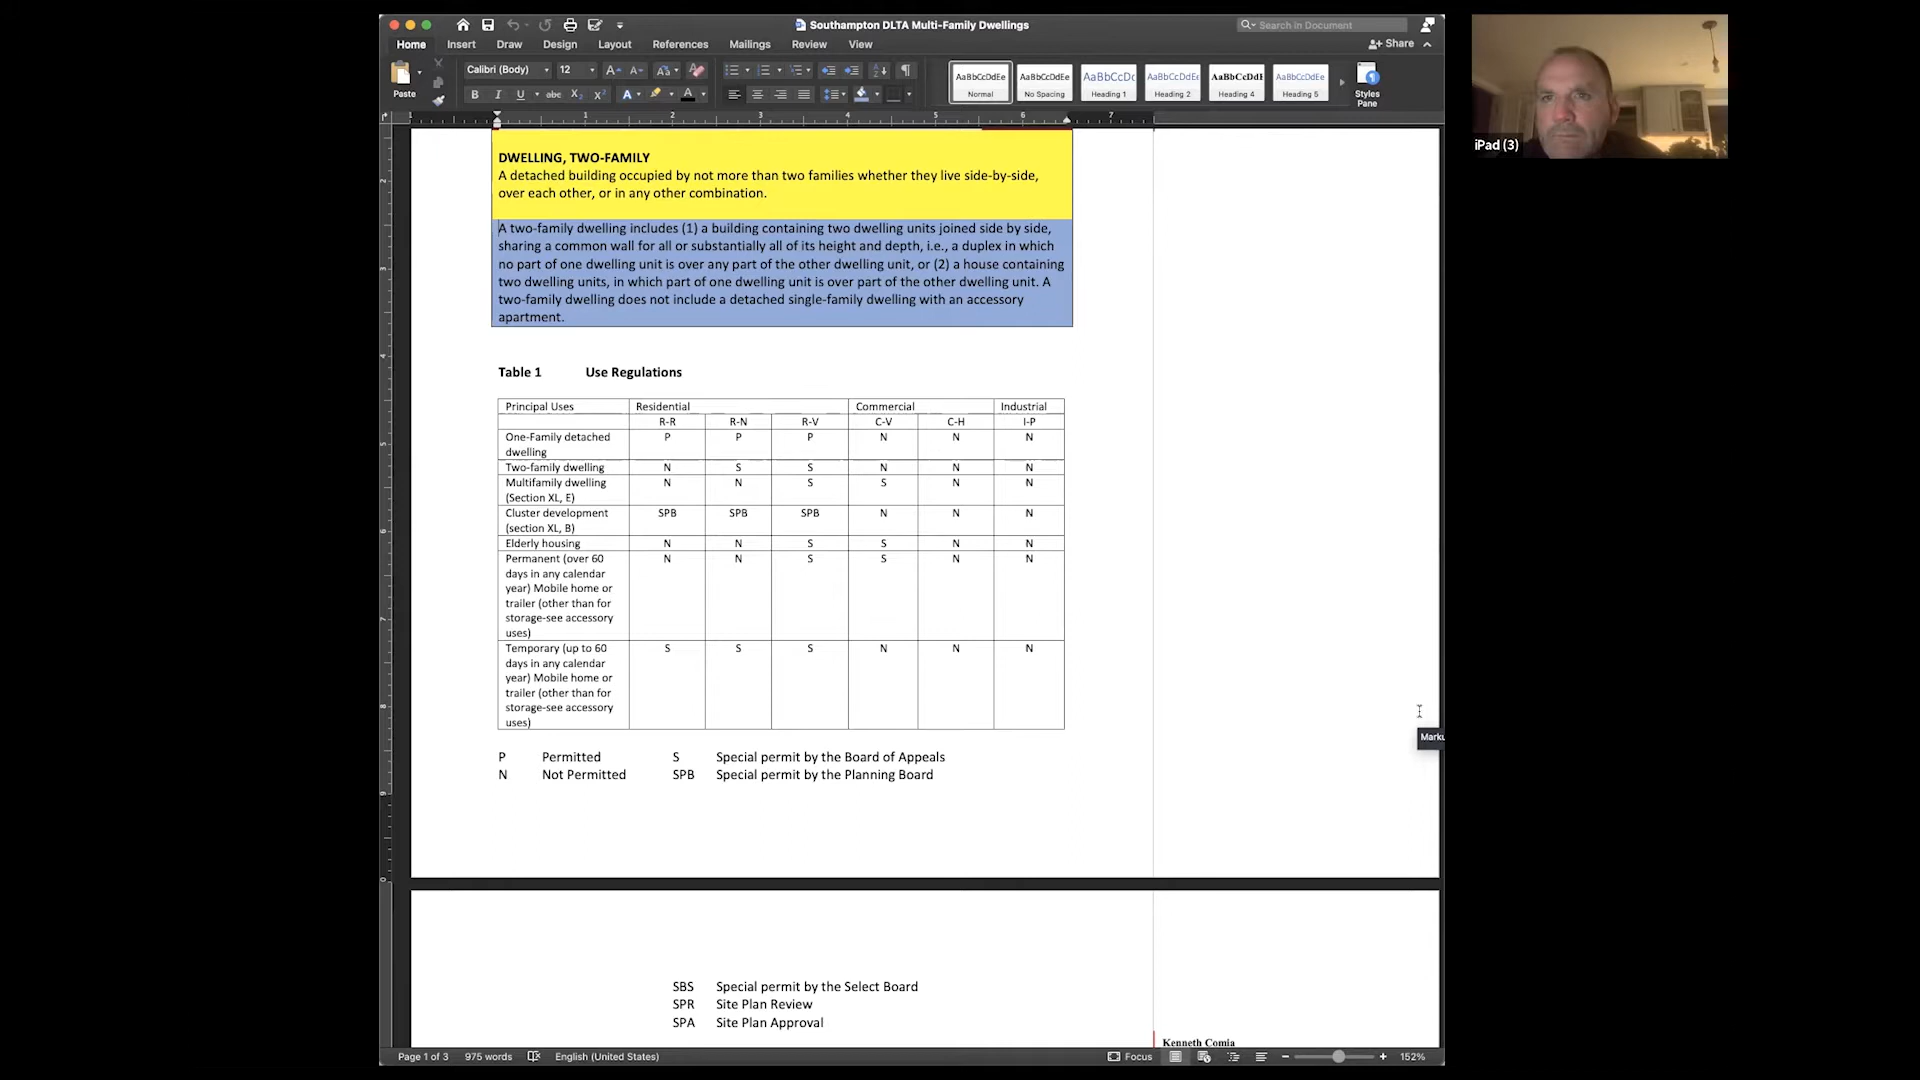 Southampton DLTA Multi-Family Dwellings
Search in Document
Home Insert Draw Design Layout References Mailings Review View
Share
Paste
Calibri (Body) 12
AaBbCcDdEe Normal
AaBbCcDdEe No Spacing
AaBbCcDc Heading 1
AaBbCcDdE Heading 2
AaBbCcDdE Heading 4
AaBbCcDdEe Heading 5
Styles Pane
iPad (3)
DWELLING, TWO-FAMILY
A detached building occupied by not more than two families whether they live side-by-side,
over each other, or in any other combination.
A two-family dwelling includes (1) a building containing two dwelling units joined side by side,
sharing a common wall for all or substantially all of its height and depth, i.e., a duplex in which
no part of one dwelling unit is over any part of the other dwelling unit, or (2) a house containing
two dwelling units, in which part of one dwelling unit is over part of the other dwelling unit. A
two-family dwelling does not include a detached single-family dwelling with an accessory
apartment.
Table 1 Use Regulations
Principal Uses Residential Commercial Industrial
R-R R-N R-V C-V C-H I-P
One-Family detached P P P N N N
dwelling
Two-family dwelling N S S N N N
Multifamily dwelling N N S S N N
(Section XL, E)
Cluster development SPB SPB SPB N N N
(section XL, B)
Elderly housing N N S S N N
Permanent (over 60 N N S S N N
days in any calendar
year) Mobile home or
trailer (other than for
storage-see accessory
uses)
Temporary (up to 60 S S S N N N
days in any calendar
year) Mobile home or
trailer (other than for
storage-see accessory
uses)
P Permitted S Special permit by the Board of Appeals
N Not Permitted SPB Special permit by the Planning Board
Marku
SBS Special permit by the Select Board
SPR Site Plan Review
SPA Site Plan Approval
Kenneth Comia
Page 1 of 3 975 words English (United States) Focus 152%